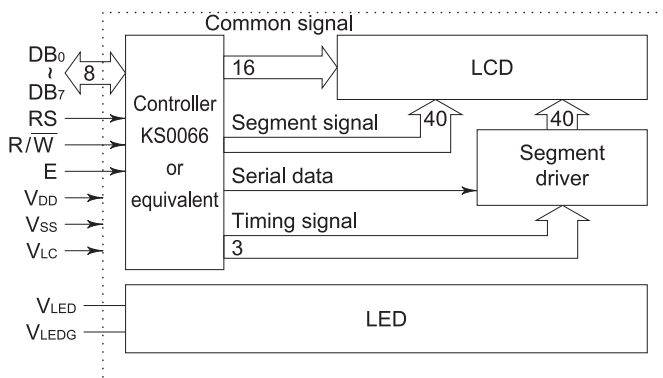 Common signal
DB₀
~
DB₇
8
16
LCD
Controller
KS0066
or
equivalent
RS
R/W̅
E
VDD
VSS
VLC
Segment signal
40
40
Segment
driver
Serial data
Timing signal
3
VLED
VLEDG
LED